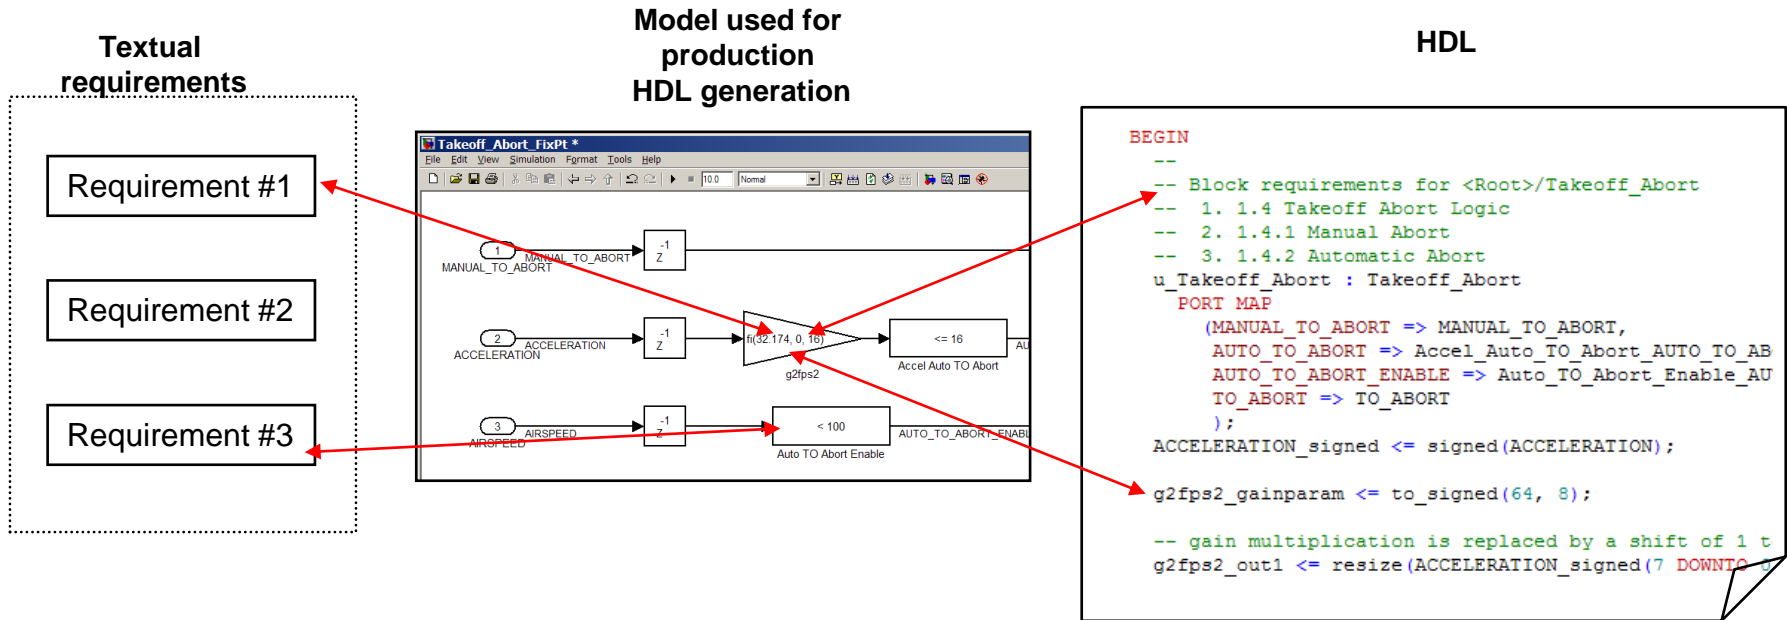 Textual
requirements
Requirement #1
Requirement #2
Requirement #3
Model used for
production
HDL generation
Takeoff_Abort_FixPt *
File Edit View Simulation Format Tools Help
10.0 Normal
1
MANUAL_TO_ABORT
MANUAL_TO_ABORT
-1
Z
2
ACCELERATION
ACCELERATION
-1
Z
fi(32.174, 0, 16)
g2fps2
<= 16
Accel Auto TO Abort
AU
3
AIRSPEED
AIRSPEED
-1
Z
< 100
Auto TO Abort Enable
AUTO_TO_ABORT_ENABL
HDL
BEGIN
--
-- Block requirements for <Root>/Takeoff_Abort
--  1. 1.4 Takeoff Abort Logic
--  2. 1.4.1 Manual Abort
--  3. 1.4.2 Automatic Abort
u_Takeoff_Abort : Takeoff_Abort
PORT MAP
(MANUAL_TO_ABORT => MANUAL_TO_ABORT,
AUTO_TO_ABORT => Accel_Auto_TO_Abort_AUTO_TO_AB
AUTO_TO_ABORT_ENABLE => Auto_TO_Abort_Enable_AU
TO_ABORT => TO_ABORT
);
ACCELERATION_signed <= signed(ACCELERATION);
g2fps2_gainparam <= to_signed(64, 8);
-- gain multiplication is replaced by a shift of 1 t
g2fps2_out1 <= resize(ACCELERATION_signed(7 DOWNTO 0